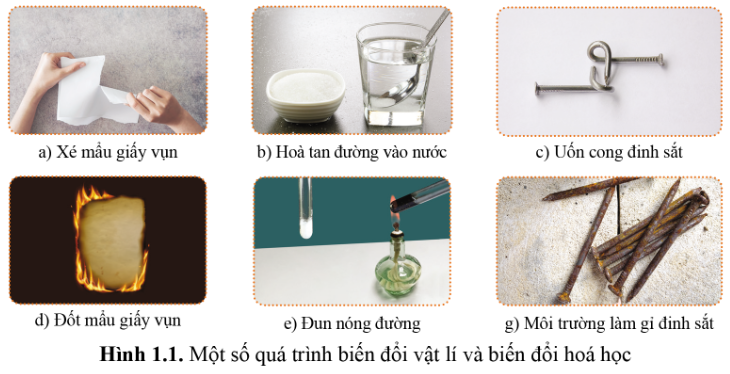 a) Xé mẩu giấy vụn
b) Hoà tan đường vào nước
c) Uốn cong đinh sắt
d) Đốt mẩu giấy vụn
e) Đun nóng đường
g) Môi trường làm gỉ đinh sắt
Hình 1.1. Một số quá trình biến đổi vật lí và biến đổi hoá học